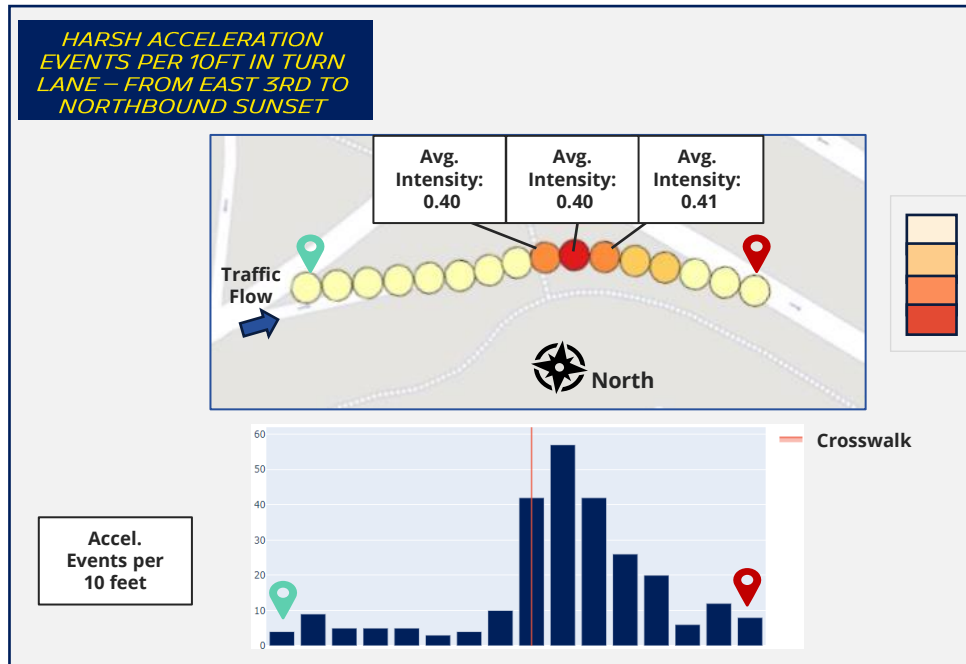 HARSH ACCELERATION
EVENTS PER 10FT IN TURN
LANE – FROM EAST 3RD TO
NORTHBOUND SUNSET
Avg.
Intensity:
0.40
Avg.
Intensity:
0.40
Avg.
Intensity:
0.41
Traffic
Flow
North
60
50
40
30
20
10
0
Crosswalk
Accel.
Events per
10 feet